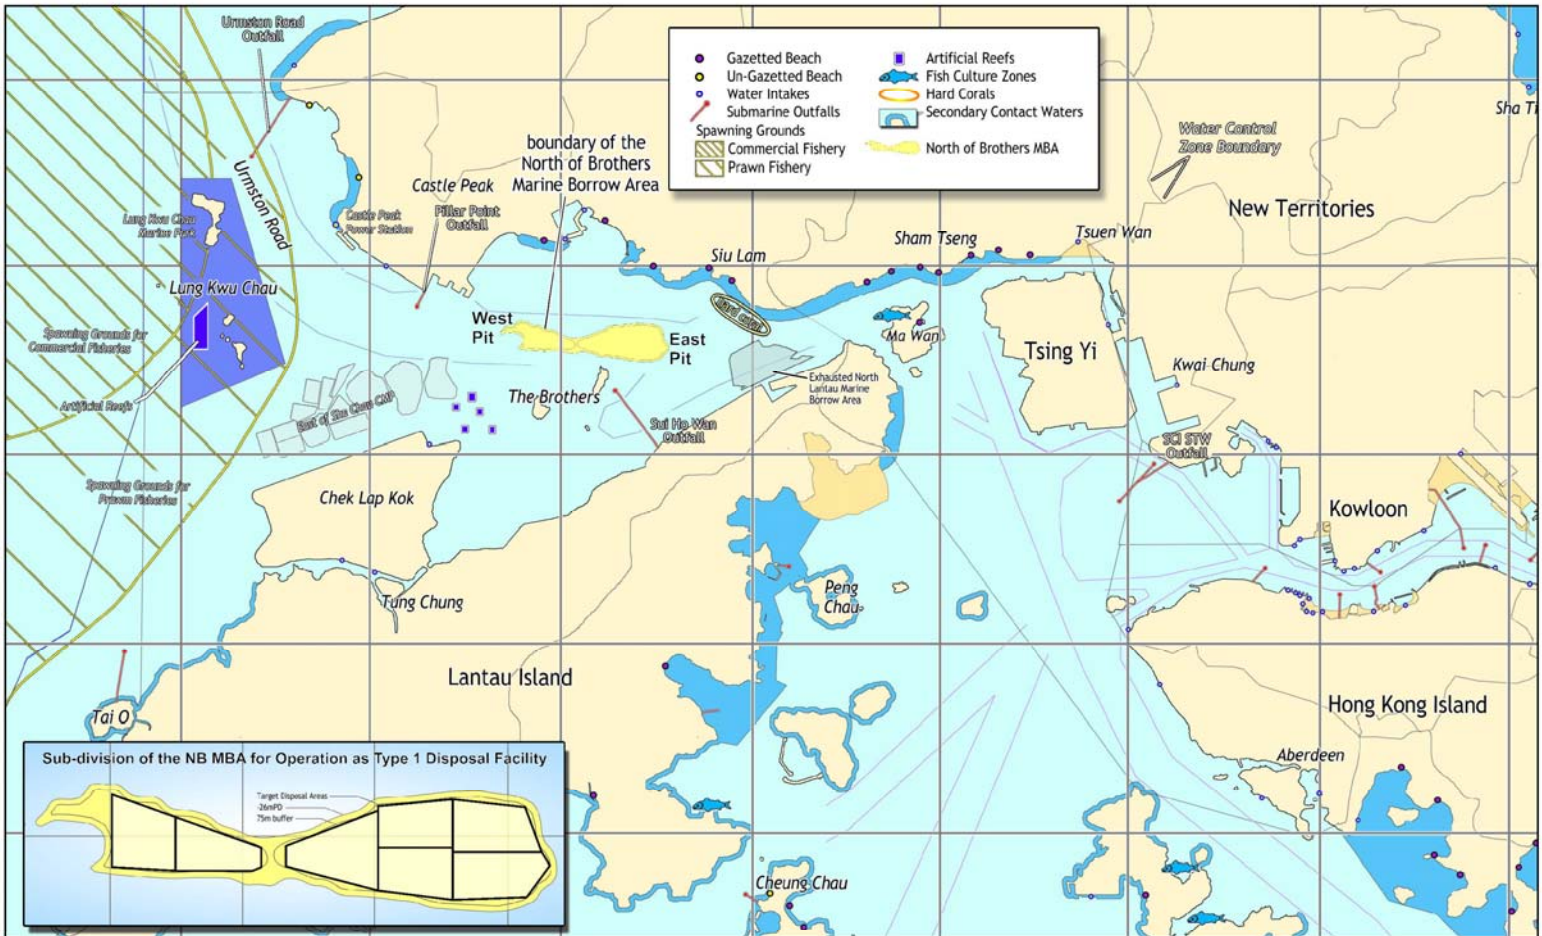 Urmston Road
Outfall
Gazetted Beach
Un-Gazetted Beach
Water Intakes
Submarine Outfalls
Spawning Grounds
Commercial Fishery
Prawn Fishery
Artificial Reefs
Fish Culture Zones
Hard Corals
Secondary Contact Waters
North of Brothers MBA
Sha Ti
Water Control
Zone Boundary
boundary of the
North of Brothers
Marine Borrow Area
Urmston Road
Castle Peak
Pillar Point
Outfall
Castle Peak
Power Station
Lung Kwu Chau
Marine Park
New Territories
Tsuen Wan
Sham Tseng
Siu Lam
Lung Kwu Chau
hard coral
West
Pit
East
Pit
Ma Wan
Tsing Yi
Kwai Chung
Spawning Grounds for
Commercial Fisheries
Exhausted North
Lantau Marine
Borrow Area
The Brothers
Artificial Reefs
East of Sha Chau CMP
Sui Ho Wan
Outfall
SCI STW
Outfall
Spawning Grounds for
Prawn Fisheries
Chek Lap Kok
Kowloon
Tung Chung
Peng
Chau
Lantau Island
Hong Kong Island
Tai O
Aberdeen
Sub-division of the NB MBA for Operation as Type 1 Disposal Facility
Target Disposal Areas
-26mPD
75m buffer
Cheung Chau